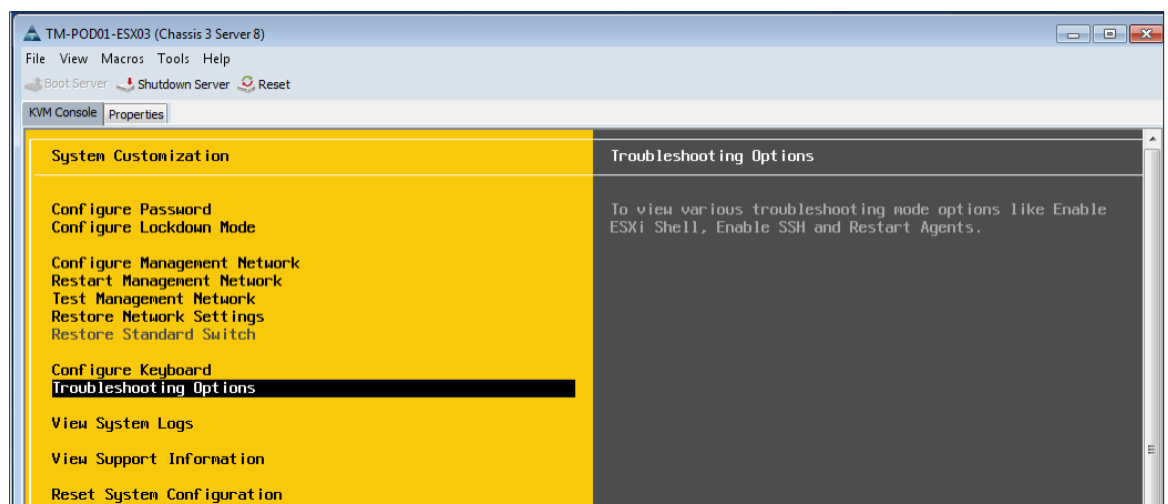 TM-POD01-ESX03 (Chassis 3 Server 8)
File View Macros Tools Help
Boot Server Shutdown Server Reset
KVM Console Properties
System Customization
Configure Password
Configure Lockdown Mode
Configure Management Network
Restart Management Network
Test Management Network
Restore Network Settings
Restore Standard Switch
Configure Keyboard
Troubleshooting Options
View System Logs
View Support Information
Reset System Configuration
Troubleshooting Options
To view various troubleshooting mode options like Enable
ESXi Shell, Enable SSH and Restart Agents.